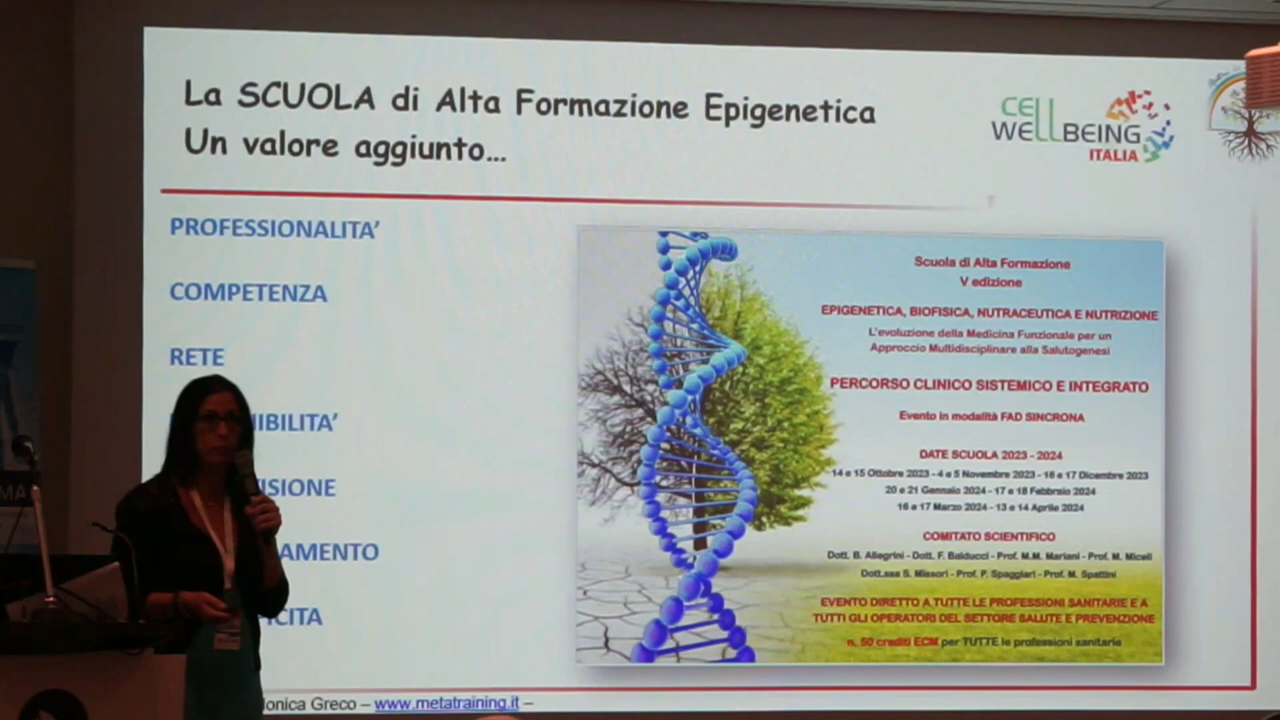 La SCUOLA di Alta Formazione Epigenetica
Un valore aggiunto…
CELL
WELLBEING
ITALIA
PROFESSIONALITA’
COMPETENZA
RETE
IBILITA’
ISIONE
AMENTO
ICITA
Scuola di Alta Formazione
V edizione
EPIGENETICA, BIOFISICA, NUTRACEUTICA E NUTRIZIONE
L'evoluzione della Medicina Funzionale per un
Approccio Multidisciplinare alla Salutogenesi
PERCORSO CLINICO SISTEMICO E INTEGRATO
Evento in modalità FAD SINCRONA
DATE SCUOLA 2023 - 2024
14 e 15 Ottobre 2023 - 4 e 5 Novembre 2023 - 16 e 17 Dicembre 2023
20 e 21 Gennaio 2024 - 17 e 18 Febbraio 2024
16 e 17 Marzo 2024 - 13 e 14 Aprile 2024
COMITATO SCIENTIFICO
Dott. B. Allegrini - Dott. F. Balducci - Prof. M.M. Mariani - Prof. M. Miceli
Dott.ssa S. Missori - Prof. P. Spaggiari - Prof. M. Spattini
EVENTO DIRETTO A TUTTE LE PROFESSIONI SANITARIE E A
TUTTI GLI OPERATORI DEL SETTORE SALUTE E PREVENZIONE
n. 50 crediti ECM per TUTTE le professioni sanitarie
onica Greco – www.metatraining.it –